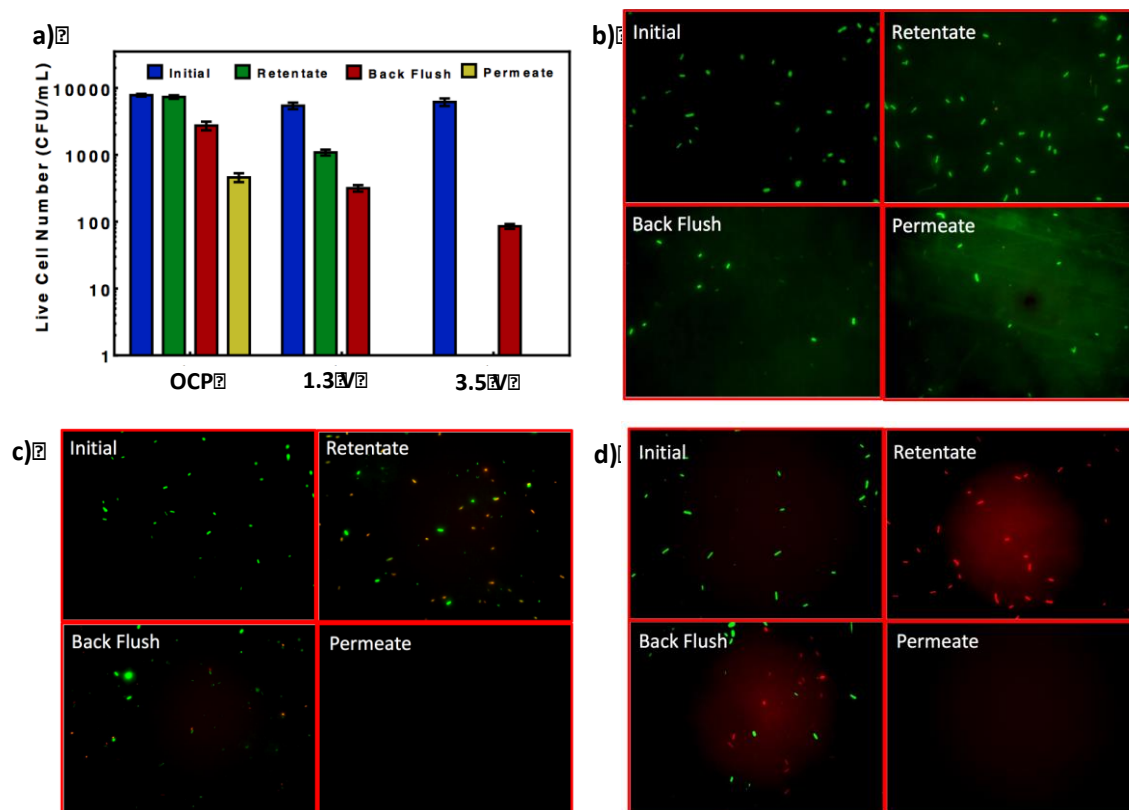 a)
Initial Retentate Back Flush Permeate
Live Cell Number (CFU/mL)
10000
1000
100
10
1
OCP 1.3 V 3.5 V
b)
Initial
Retentate
Back Flush
Permeate
c)
Initial
Retentate
Back Flush
Permeate
d)
Initial
Retentate
Back Flush
Permeate